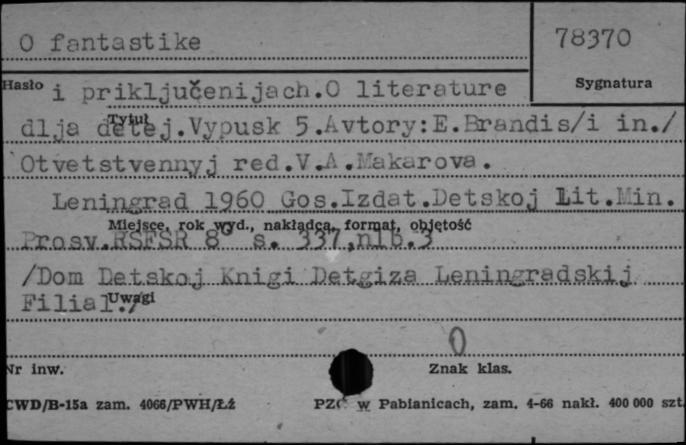 O fantastike
78370
Hasło
i priključenijach.O literature
Sygnatura
Tytuł
dlja detej.Vypusk 5.Avtory:E.Brandis/i in./
Otvetstvennyj red.V.A.Makarova.
Leningrad 1960 Gos.Izdat.Detskoj Lit.Min.
Miejsce, rok wyd., nakładca, format, objętość
Prosv.RSFSR 8° s. 337,nlb.3
/Dom Detskoj Knigi Detgiza Leningradskij
Uwagi
Filial./
0
Nr inw.
Znak klas.
CWD/B-15a zam. 4066/PWH/Łż
PZG w Pabianicach, zam. 4-66 nakł. 400 000 szt.